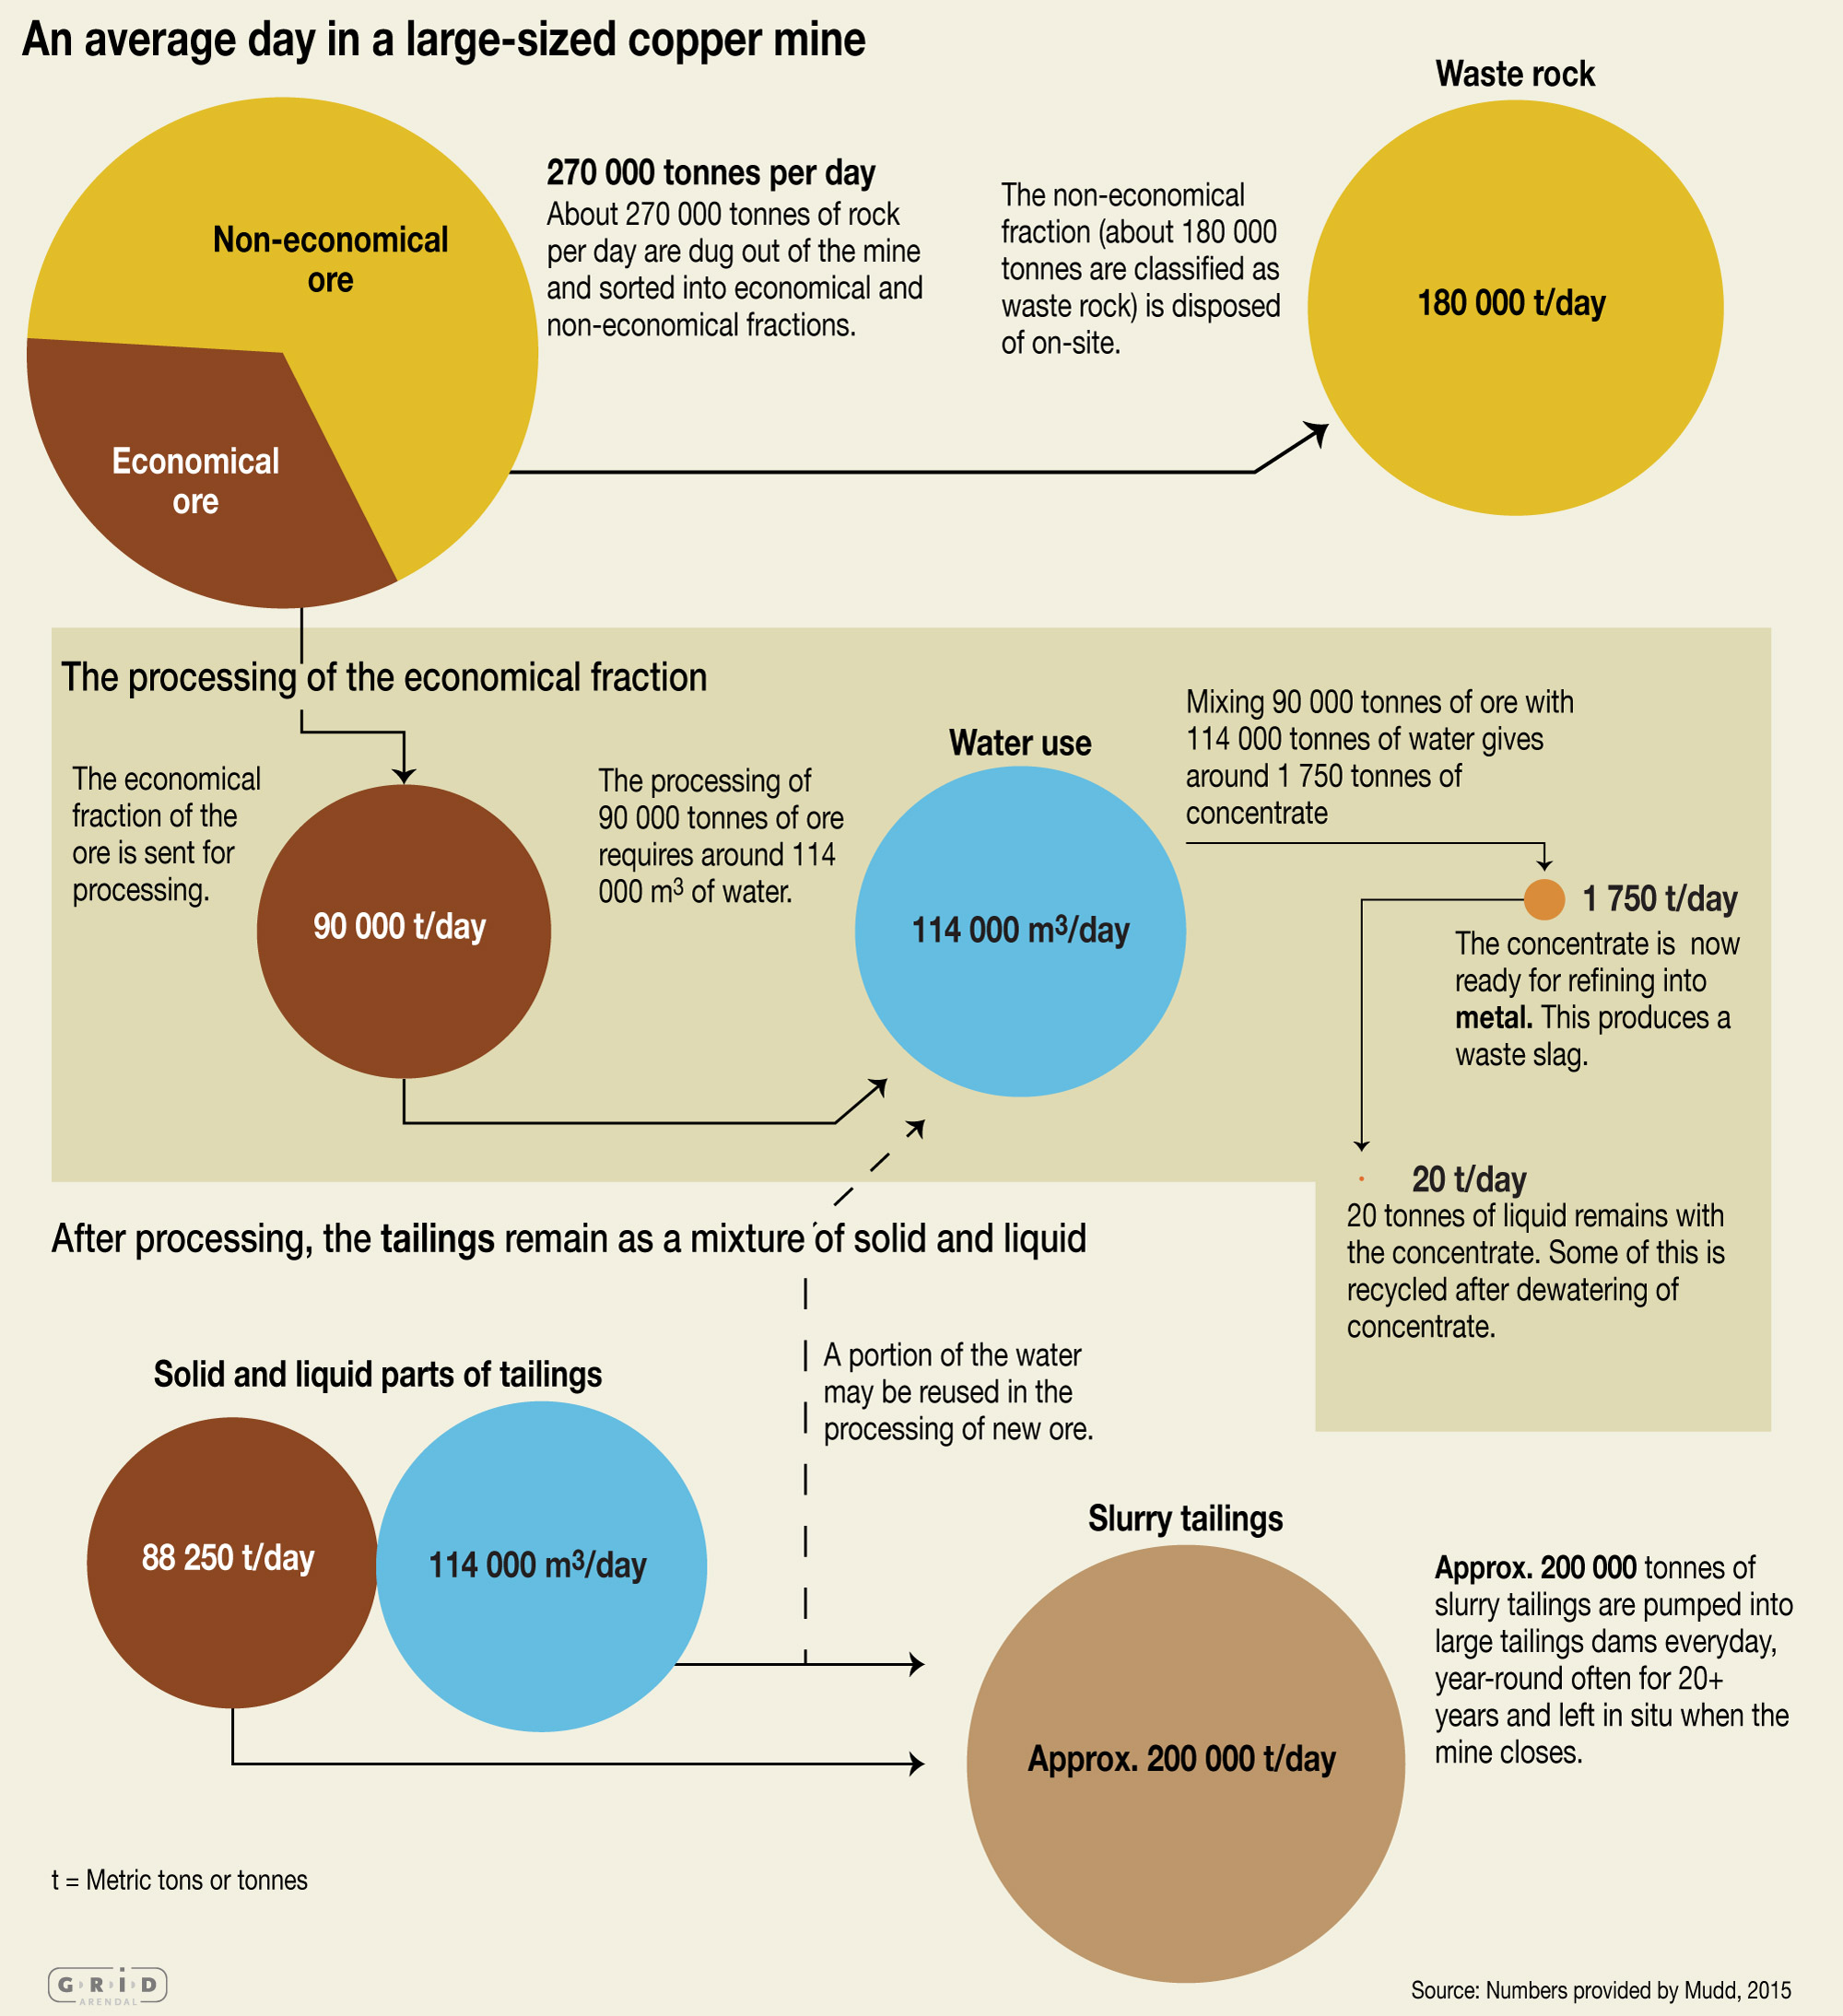 An average day in a large-sized copper mine
Non-economical
ore
Economical
ore
270 000 tonnes per day
About 270 000 tonnes of rock
per day are dug out of the mine
and sorted into economical and
non-economical fractions.
The non-economical
fraction (about 180 000
tonnes are classified as
waste rock) is disposed
of on-site.
Waste rock
180 000 t/day
The processing of the economical fraction
The economical
fraction of the
ore is sent for
processing.
90 000 t/day
The processing of
90 000 tonnes of ore
requires around 114
000 m³ of water.
Water use
114 000 m³/day
Mixing 90 000 tonnes of ore with
114 000 tonnes of water gives
around 1 750 tonnes of
concentrate
1 750 t/day
The concentrate is now
ready for refining into
metal. This produces a
waste slag.
20 t/day
20 tonnes of liquid remains with
the concentrate. Some of this is
recycled after dewatering of
concentrate.
After processing, the tailings remain as a mixture of solid and liquid
A portion of the water
may be reused in the
processing of new ore.
Solid and liquid parts of tailings
88 250 t/day
114 000 m³/day
Slurry tailings
Approx. 200 000 t/day
Approx. 200 000 tonnes of
slurry tailings are pumped into
large tailings dams everyday,
year-round often for 20+
years and left in situ when the
mine closes.
t = Metric tons or tonnes
GRiD
ARENDAL
Source: Numbers provided by Mudd, 2015